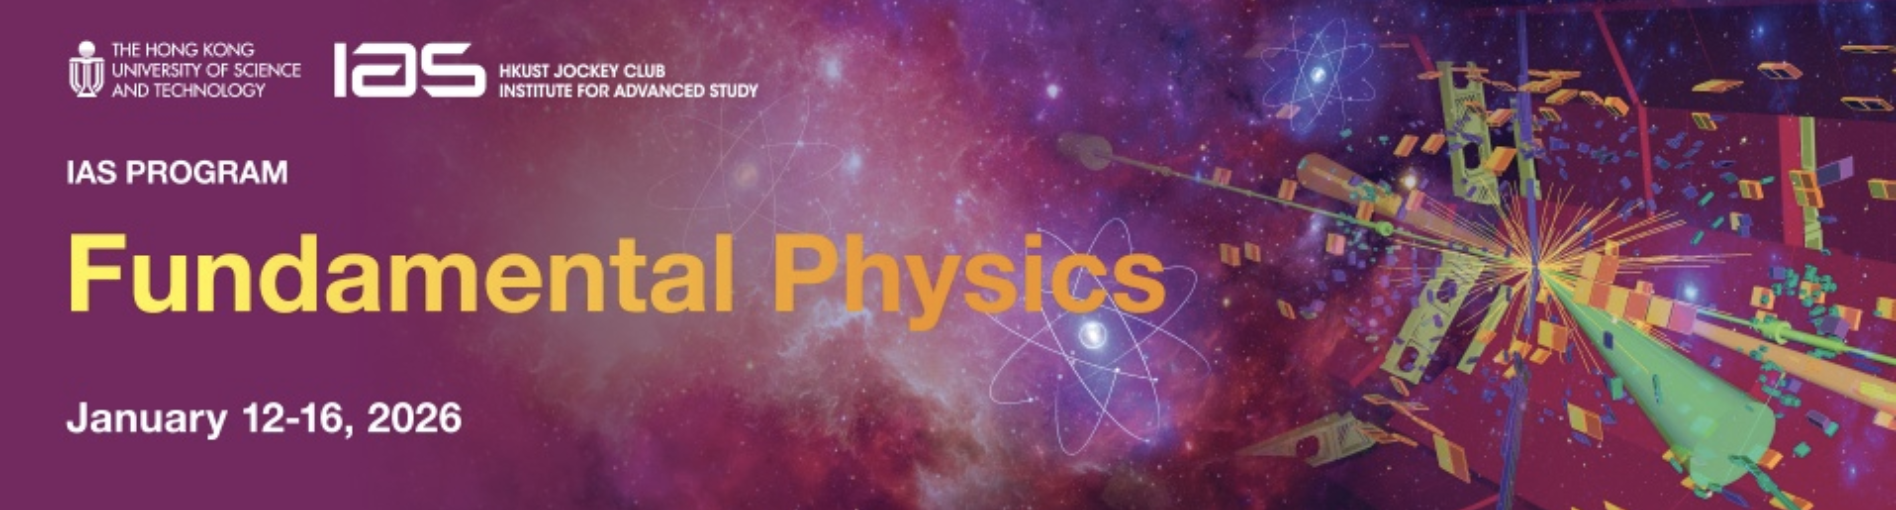 THE HONG KONG
UNIVERSITY OF SCIENCE
AND TECHNOLOGY
ias
HKUST JOCKEY CLUB
INSTITUTE FOR ADVANCED STUDY
IAS PROGRAM
Fundamental Physics
January 12-16, 2026